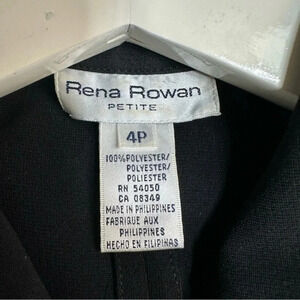 Rena Rowan
PETITE
4P
100%POLYESTER/
POLYESTER/
POLIESTER
RN 54050
CA 08349
MADE IN PHILIPPINES
FABRIQUE AUX
PHILIPPINES
HECHO EN FILIPINAS